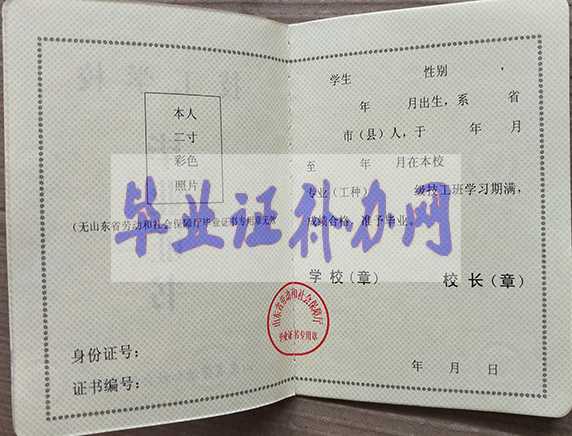 本人
二寸
彩色
照片
(无山东省劳动和社会保障厅毕业证书专用章无效
身份证号：
证书编号：
学生 性别
年 月出生，系 省
市（县）人，于 年 月
至 年 月在本校
专业（工种） 级技工班学习期满，
成绩合格，准予毕业。
学校（章） 校长（章）
山东省劳动和社会保障厅
毕业证书专用章
年 月 日
毕业证补办网